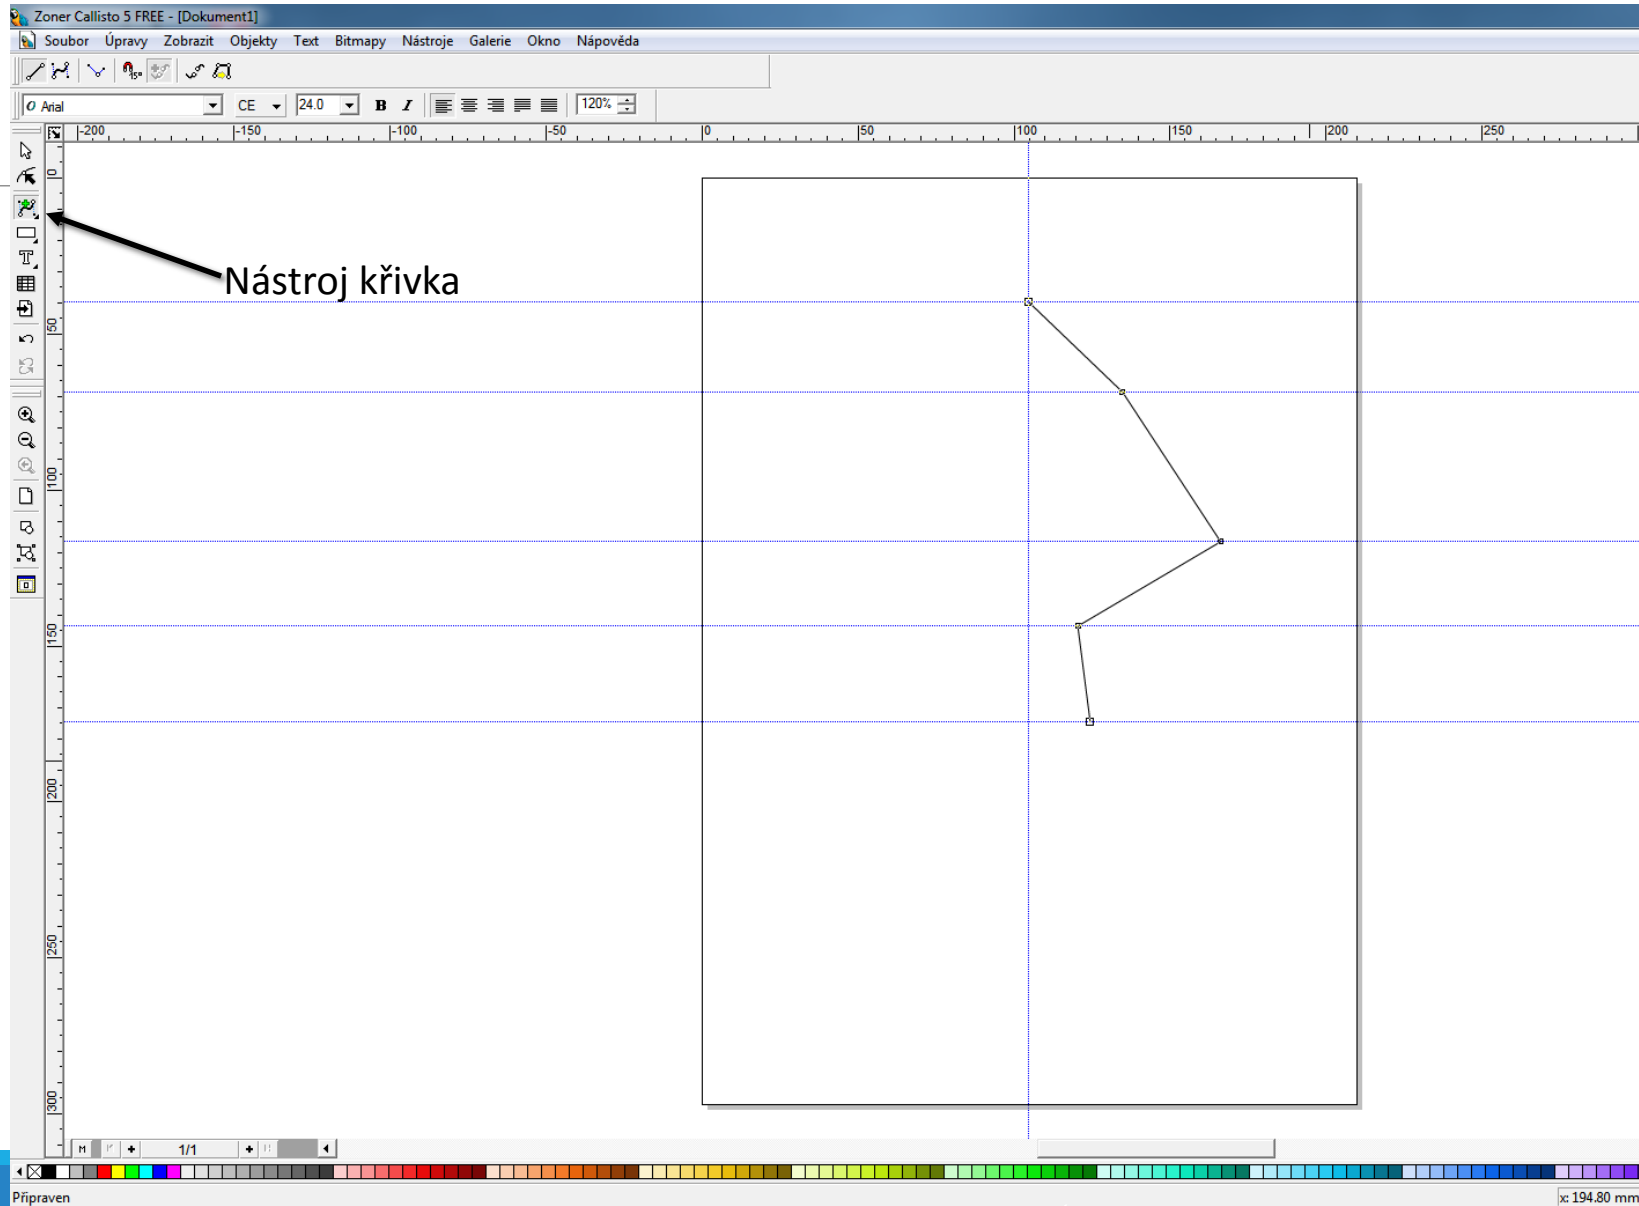 Zoner Callisto 5 FREE - [Dokument1]
Soubor Úpravy Zobrazit Objekty Text Bitmapy Nástroje Galerie Okno Nápověda
15°
O Arial CE 24.0 B I 120%
-200 -150 -100 -50 0 50 100 150 200 250
0
50
100
150
200
250
300
T
Nástroj křivka
M 1/1
Připraven
x: 194.80 mm